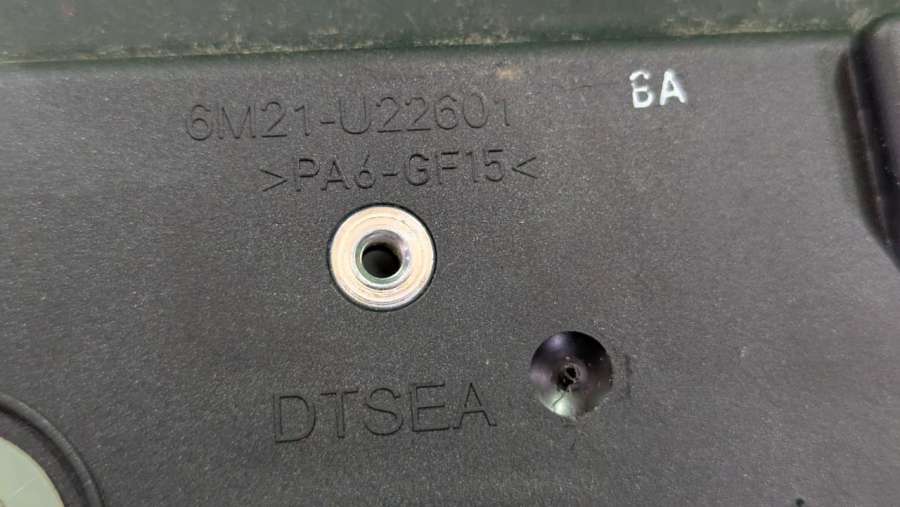 6M21-U22601
BA
>PA6-GF15<
DTSEA